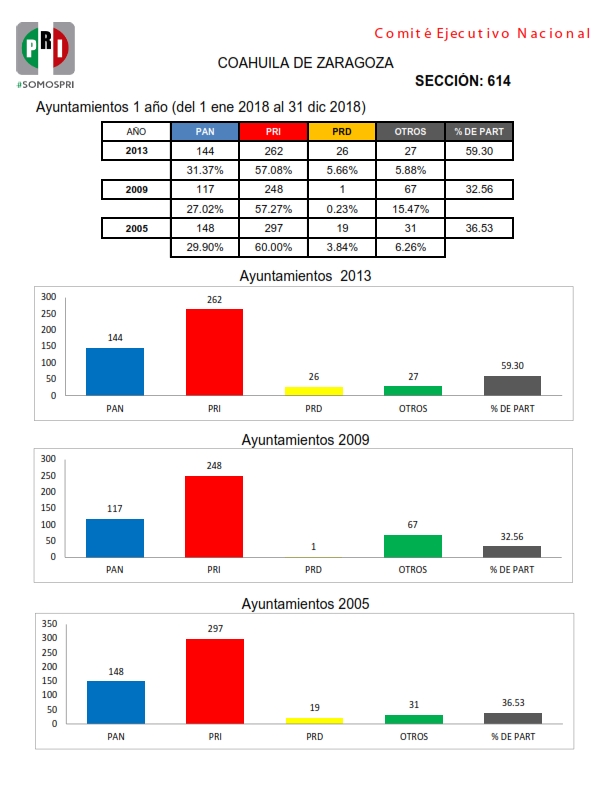 Comité Ejecutivo Nacional
PRI
#SOMOSPRI
COAHUILA DE ZARAGOZA
SECCIÓN: 614
Ayuntamientos 1 año (del 1 ene 2018 al 31 dic 2018)
AÑO PAN PRI PRD OTROS % DE PART
2013 144 262 26 27 59.30
31.37% 57.08% 5.66% 5.88%
2009 117 248 1 67 32.56
27.02% 57.27% 0.23% 15.47%
2005 148 297 19 31 36.53
29.90% 60.00% 3.84% 6.26%
Ayuntamientos 2013
300
250
200
150
100
50
0
144
262
26
27
59.30
PAN PRI PRD OTROS % DE PART
Ayuntamientos 2009
300
250
200
150
100
50
0
117
248
1
67
32.56
PAN PRI PRD OTROS % DE PART
Ayuntamientos 2005
350
300
250
200
150
100
50
0
148
297
19
31
36.53
PAN PRI PRD OTROS % DE PART